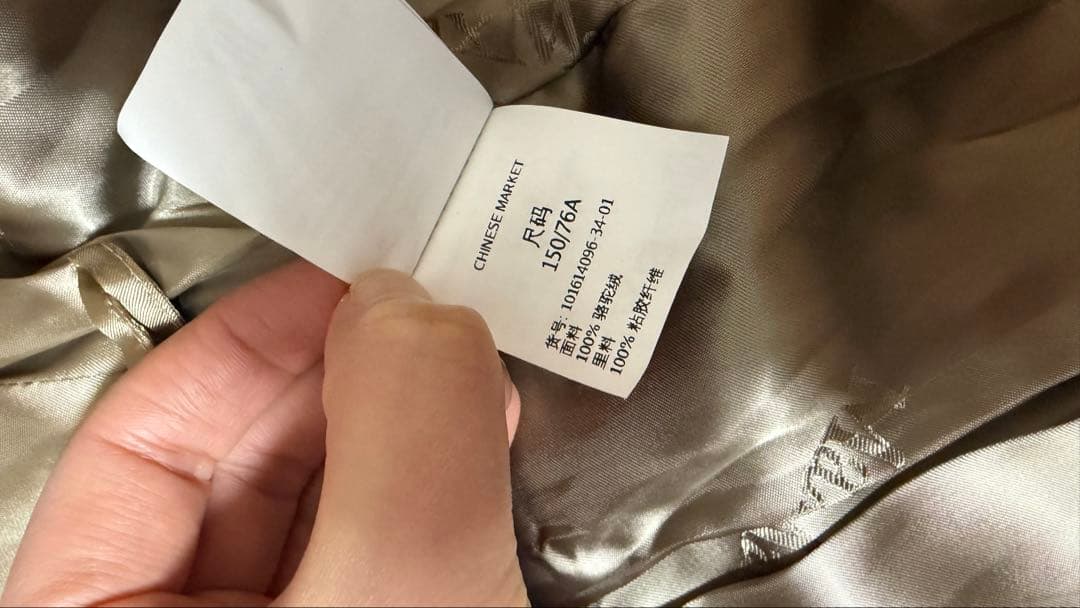 CHINESE MARKET
尺码
150/76A
货号: 101614096-34-01
面料
100% 骆驼绒
里料
100% 粘胶纤维